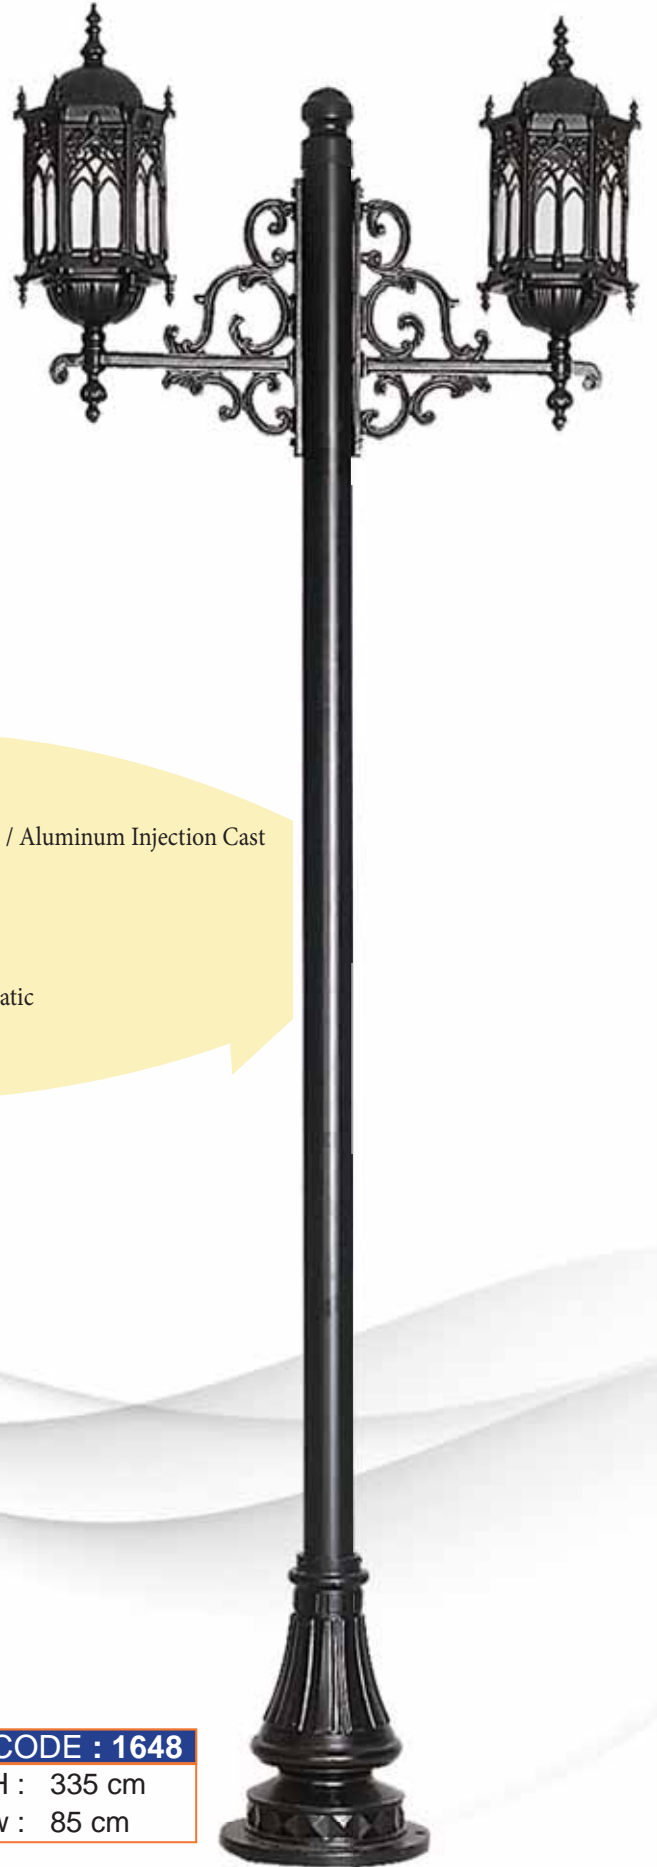 / Aluminum Injection Cast
atic
CODE : 1648
H : 335 cm
w : 85 cm